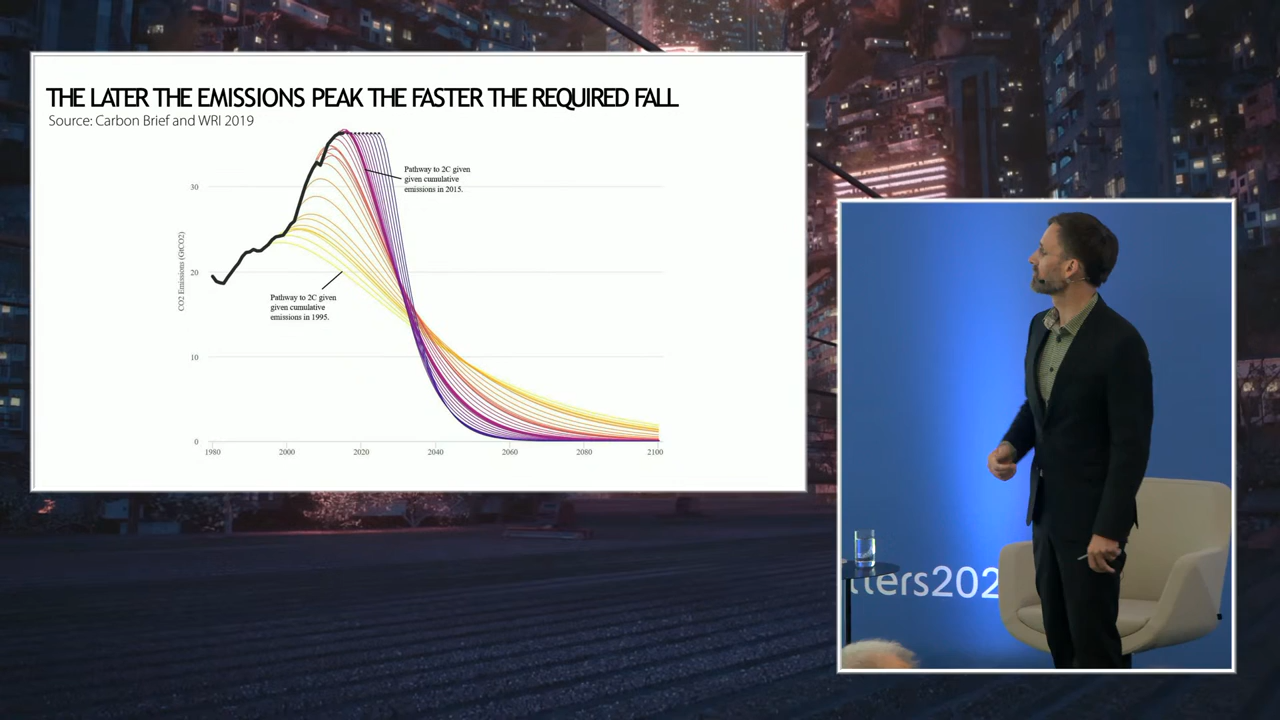 THE LATER THE EMISSIONS PEAK THE FASTER THE REQUIRED FALL
Source: Carbon Brief and WRI 2019
Pathway to 2C given
given cumulative
emissions in 2015.
30
CO2 Emissions (GtCO2)
20
Pathway to 2C given
given cumulative
emissions in 1995.
10
0
1980
2000
2020
2040
2060
2080
2100
tters202